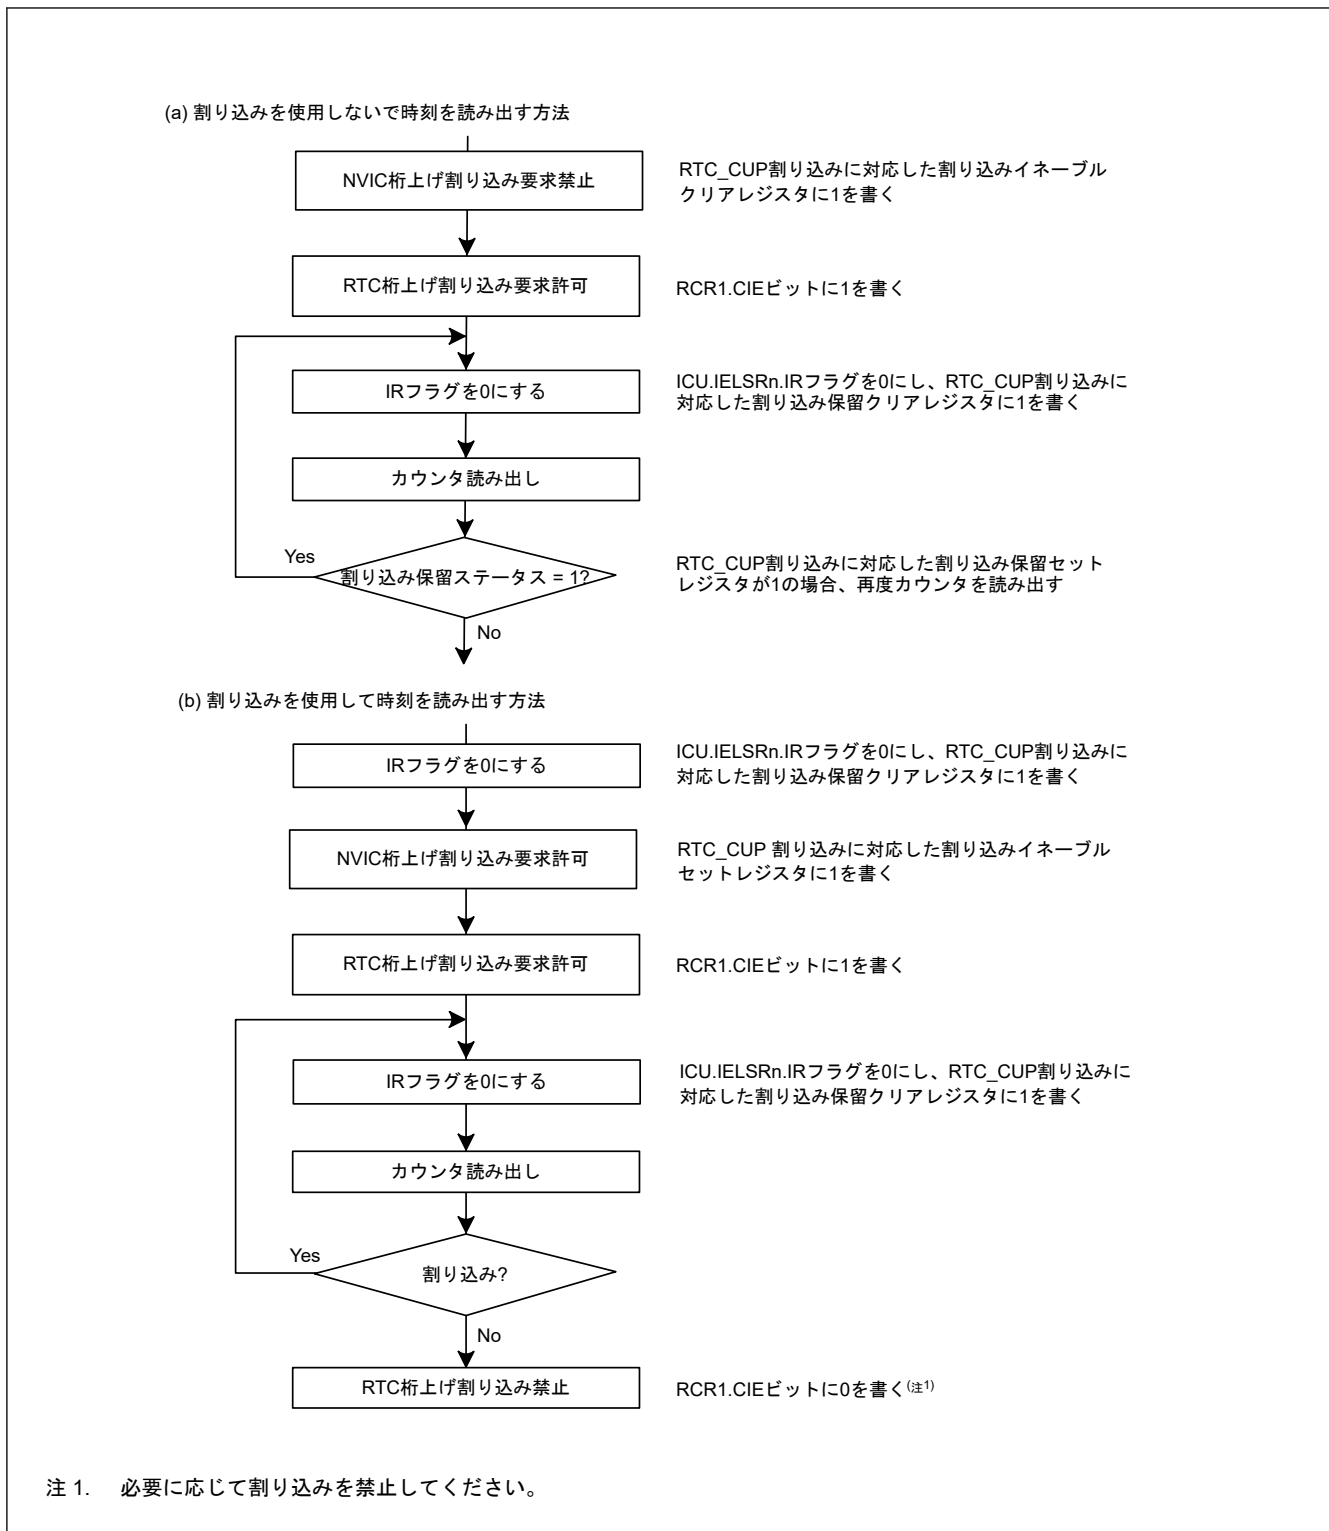 (a) 割り込みを使用しないで時刻を読み出す方法
NVIC桁上げ割り込み要求禁止
RTC_CUP割り込みに対応した割り込みイネーブル
クリアレジスタに1を書く
RTC桁上げ割り込み要求許可
RCR1.CIEビットに1を書く
IRフラグを0にする
ICU.IELSRn.IRフラグを0にし、RTC_CUP割り込みに
対応した割り込み保留クリアレジスタに1を書く
カウンタ読み出し
Yes
割り込み保留ステータス = 1?
RTC_CUP割り込みに対応した割り込み保留セット
レジスタが1の場合、再度カウンタを読み出す
No
(b) 割り込みを使用して時刻を読み出す方法
IRフラグを0にする
ICU.IELSRn.IRフラグを0にし、RTC_CUP割り込みに
対応した割り込み保留クリアレジスタに1を書く
NVIC桁上げ割り込み要求許可
RTC_CUP 割り込みに対応した割り込みイネーブル
セットレジスタに1を書く
RTC桁上げ割り込み要求許可
RCR1.CIEビットに1を書く
IRフラグを0にする
ICU.IELSRn.IRフラグを0にし、RTC_CUP割り込みに
対応した割り込み保留クリアレジスタに1を書く
カウンタ読み出し
Yes
割り込み?
No
RTC桁上げ割り込み禁止
RCR1.CIEビットに0を書く(注1)
注 1. 必要に応じて割り込みを禁止してください。